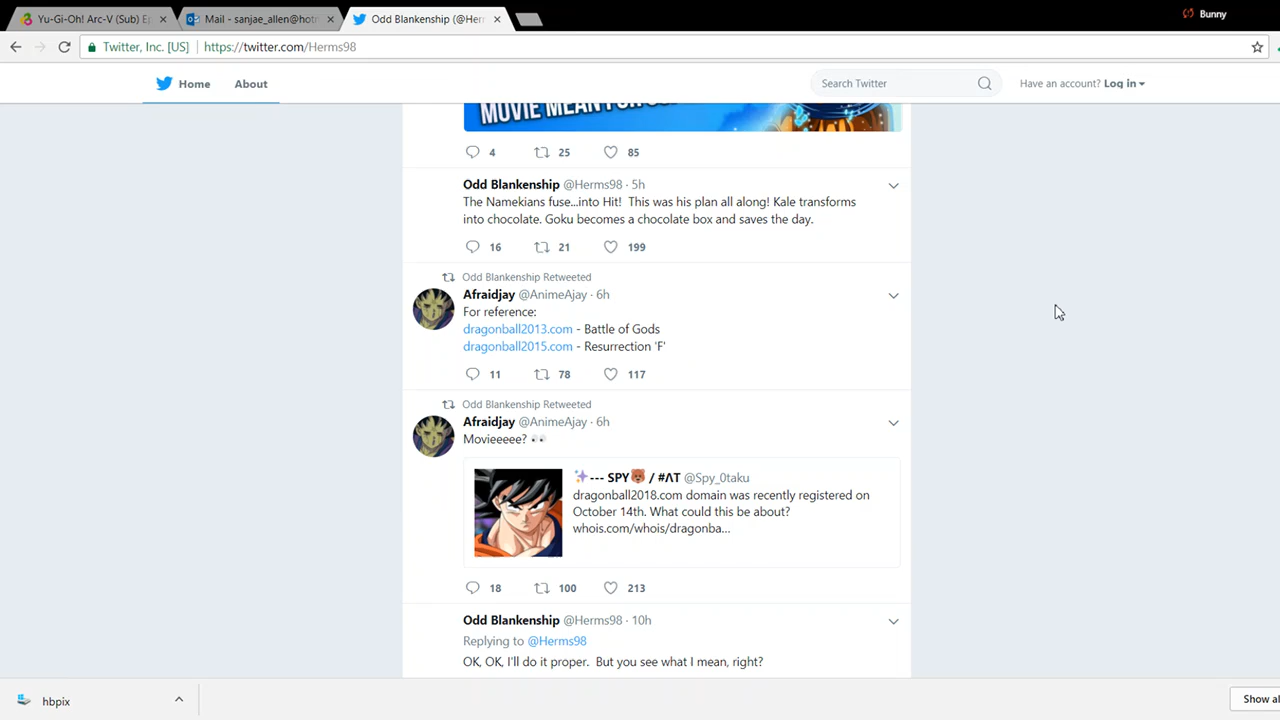 Yu-Gi-Oh! Arc-V (Sub) Ep
Mail - sanjae_allen@hotm
Odd Blankenship (@Her
Bunny
Twitter, Inc. [US]
https://twitter.com/Herms98
Home
About
Search Twitter
Have an account? Log in
MOVIE MEAN FOR
4 25 85
Odd Blankenship @Herms98 · 5h
The Namekians fuse...into Hit! This was his plan all along! Kale transforms
into chocolate. Goku becomes a chocolate box and saves the day.
16 21 199
Odd Blankenship Retweeted
Afraidjay @AnimeAjay · 6h
For reference:
dragonball2013.com - Battle of Gods
dragonball2015.com - Resurrection 'F'
11 78 117
Odd Blankenship Retweeted
Afraidjay @AnimeAjay · 6h
Movieeeee? 👀
✨--- SPY🐻 / #ΛT @Spy_0taku
dragonball2018.com domain was recently registered on
October 14th. What could this be about?
whois.com/whois/dragonba...
18 100 213
Odd Blankenship @Herms98 · 10h
Replying to @Herms98
OK, OK, I'll do it proper. But you see what I mean, right?
hbpix
Show al